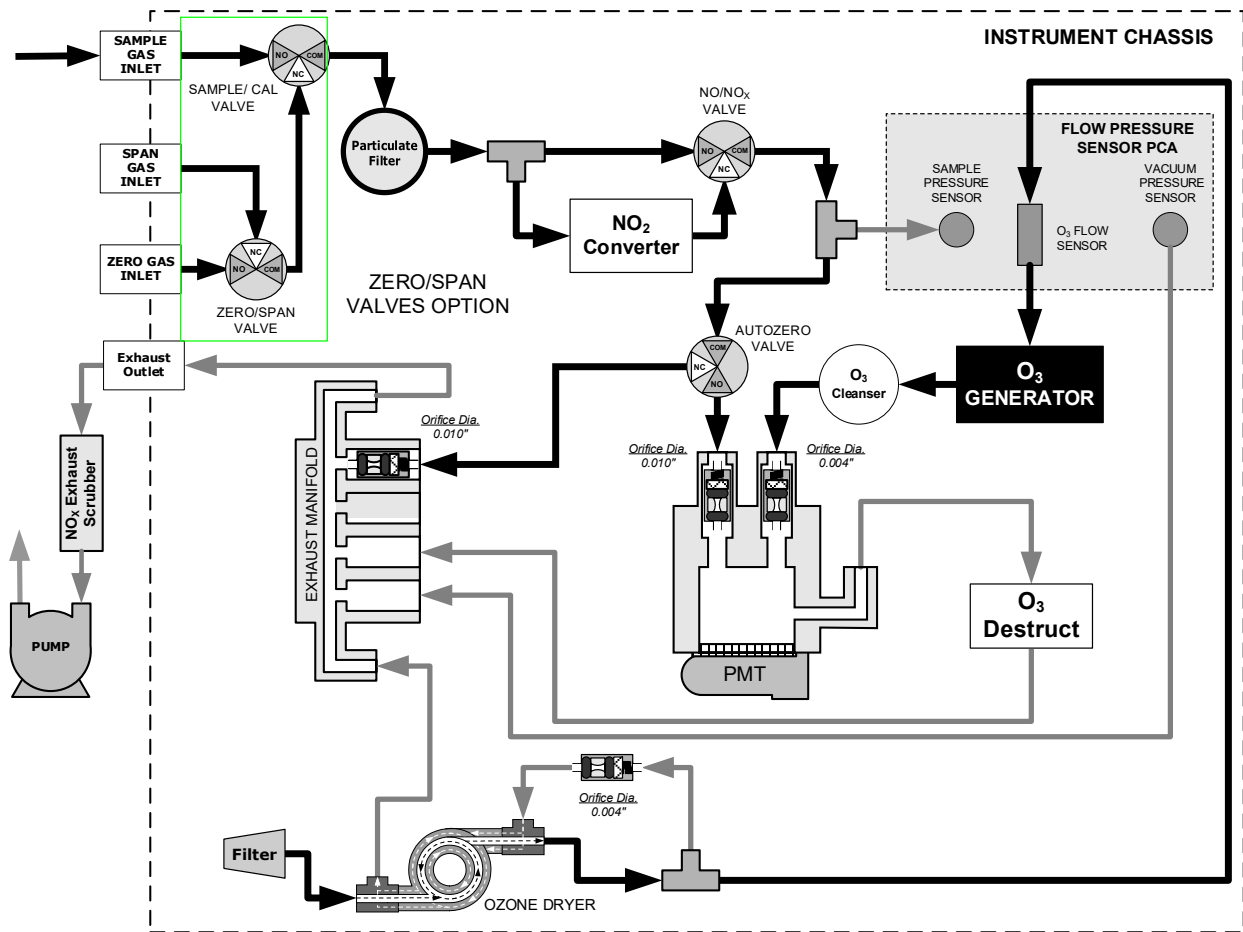 INSTRUMENT CHASSIS
SAMPLE
GAS
INLET
NO
COM
NC
SAMPLE/ CAL
VALVE
SPAN
GAS
INLET
ZERO GAS
INLET
NC
NO
COM
ZERO/SPAN
VALVE
ZERO/SPAN
VALVES OPTION
Particulate
Filter
NO/NOX
VALVE
NO
COM
NC
NO2
Converter
FLOW PRESSURE
SENSOR PCA
SAMPLE
PRESSURE
SENSOR
O3 FLOW
SENSOR
VACUUM
PRESSURE
SENSOR
AUTOZERO
VALVE
COM
NC
NO
O3
Cleanser
O3
GENERATOR
Exhaust
Outlet
NOX Exhaust
Scrubber
PUMP
EXHAUST MANIFOLD
Orifice Dia.
0.010"
Orifice Dia.
0.010"
Orifice Dia.
0.004"
O3
Destruct
PMT
Orifice Dia.
0.004"
Filter
OZONE DRYER